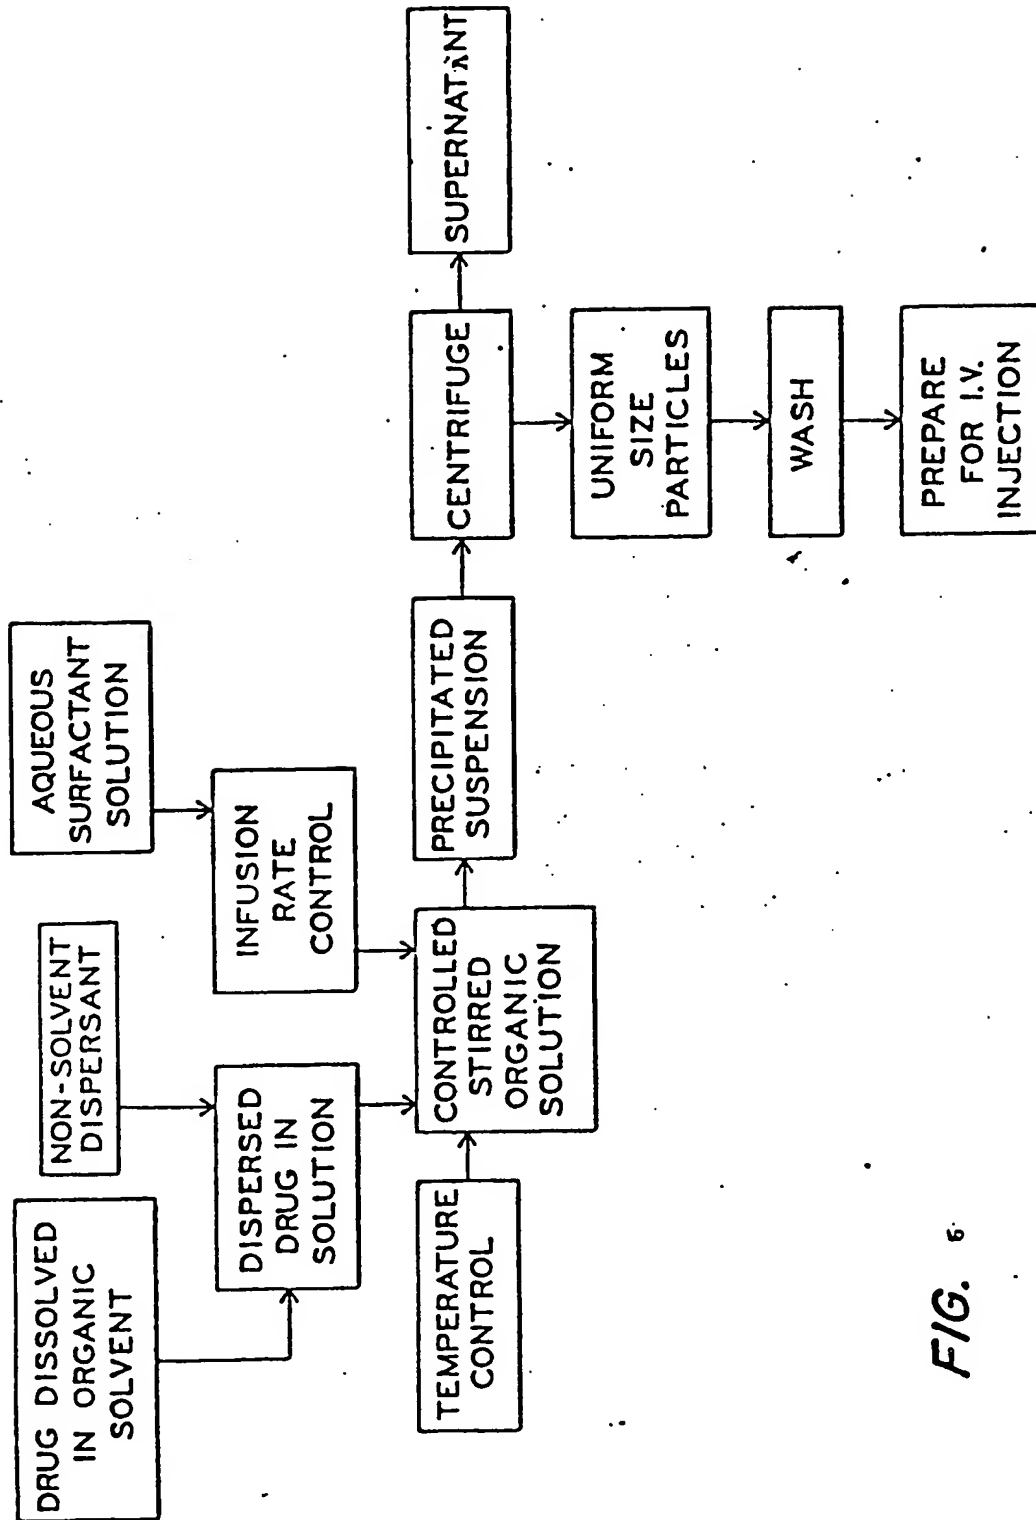 DRUG DISSOLVED
IN ORGANIC
SOLVENT
NON-SOLVENT
DISPERSANT
AQUEOUS
SURFACTANT
SOLUTION
DISPERSED
DRUG IN
SOLUTION
INFUSION
RATE
CONTROL
TEMPERATURE
CONTROL
CONTROLLED
STIRRED
ORGANIC
SOLUTION
PRECIPITATED
SUSPENSION
CENTRIFUGE
SUPERNATANT
UNIFORM
SIZE
PARTICLES
WASH
PREPARE
FOR I.V.
INJECTION
FIG.